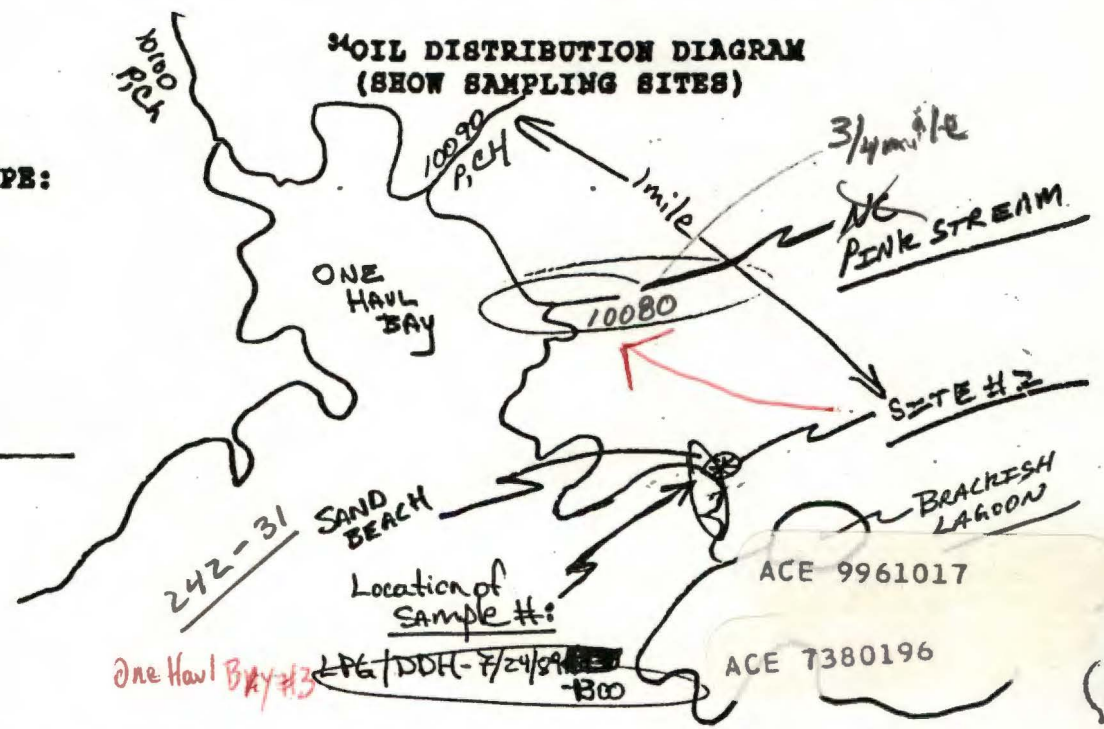 34OIL DISTRIBUTION DIAGRAM
(SHOW SAMPLING SITES)
10100
P,Ch
PE:
10090
P,CH
3/4 mile
1 mile
NC
PINK STREAM
ONE
HAUL
BAY
10080
SITE #2
SAND
BEACH
BRACKISH
LAGOON
242-31
Location of
Sample #:
ACE 9961017
One Haul BAY #3
LPG/DDH-7/24/89
-1300
ACE 7380196